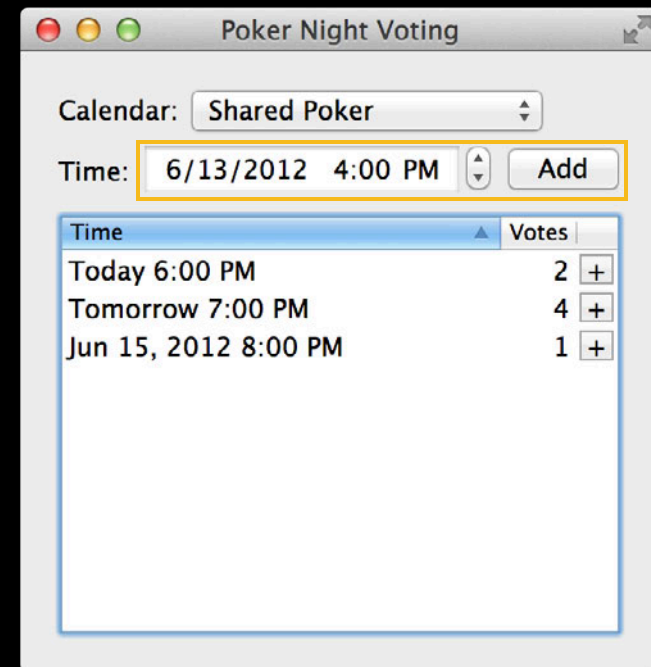 Poker Night Voting
Calendar: Shared Poker
Time: 6/13/2012 4:00 PM Add
Time Votes
Today 6:00 PM 2 +
Tomorrow 7:00 PM 4 +
Jun 15, 2012 8:00 PM 1 +